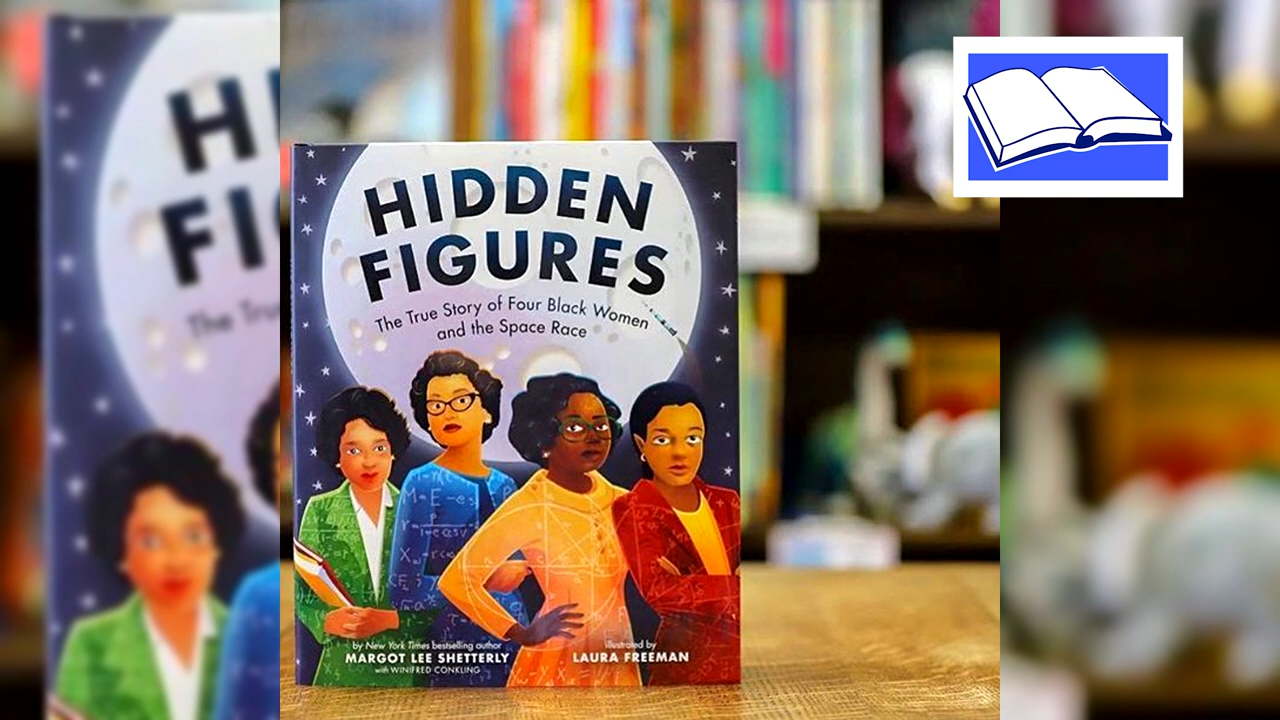 HIDDEN
FIGURES
The True Story of Four Black Women
and the Space Race
by New York Times bestselling author
MARGOT LEE SHETTERLY
with WINIFRED CONKLING
illustrated by
LAURA FREEMAN